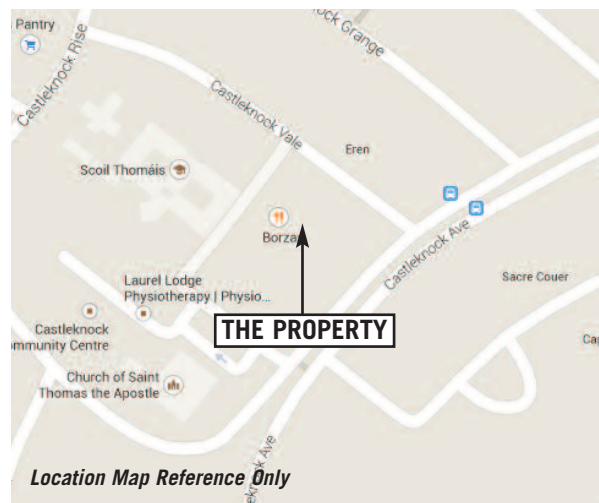 Pantry
Castleknock Rise
ck Grange
Castleknock Vale
Eren
Scoil Thomáis
Borza
Castleknock Ave
Sacre Couer
Laurel Lodge
Physiotherapy | Physio...
THE PROPERTY
Castleknock
mmunity Centre
Cap
Church of Saint
Thomas the Apostle
eknock Ave
Location Map Reference Only